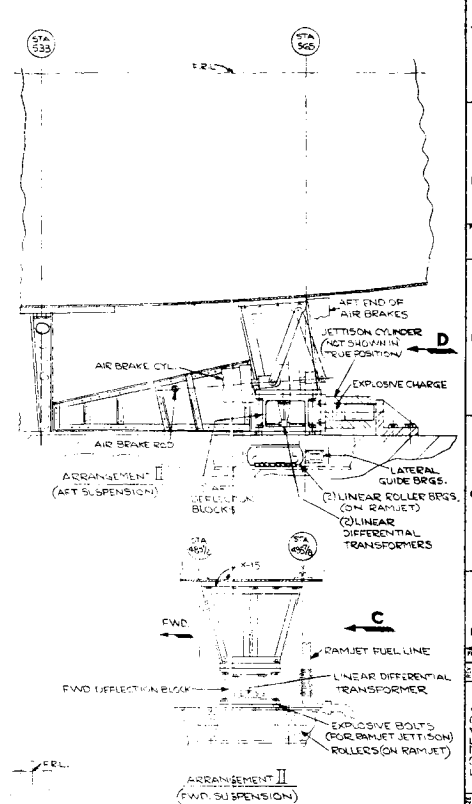 STA
533
STA
565
F.R.L.
AFT END OF
AIR BRAKES
JETTISON CYLINDER
(NOT SHOWN IN
TRUE POSITION)
D
AIR BRAKE CYL.
EXPLOSIVE CHARGE
AIR BRAKE ROD
ARRANGEMENT II
(AFT SUSPENSION)
AFT
DEFLECTION
BLOCKS
LATERAL
GUIDE BRGS.
(2) LINEAR ROLLER BRGS.
(ON RAMJET)
(2) LINEAR
DIFFERENTIAL
TRANSFORMERS
STA
STA
X-15
FWD.
C
RAMJET FUEL LINE
LINEAR DIFFERENTIAL
TRANSFORMER
FWD DEFLECTION BLOCK
EXPLOSIVE BOLTS
(FOR RAMJET JETTISON)
ROLLERS (ON RAMJET)
F.R.L.
ARRANGEMENT II
(FWD. SUSPENSION)